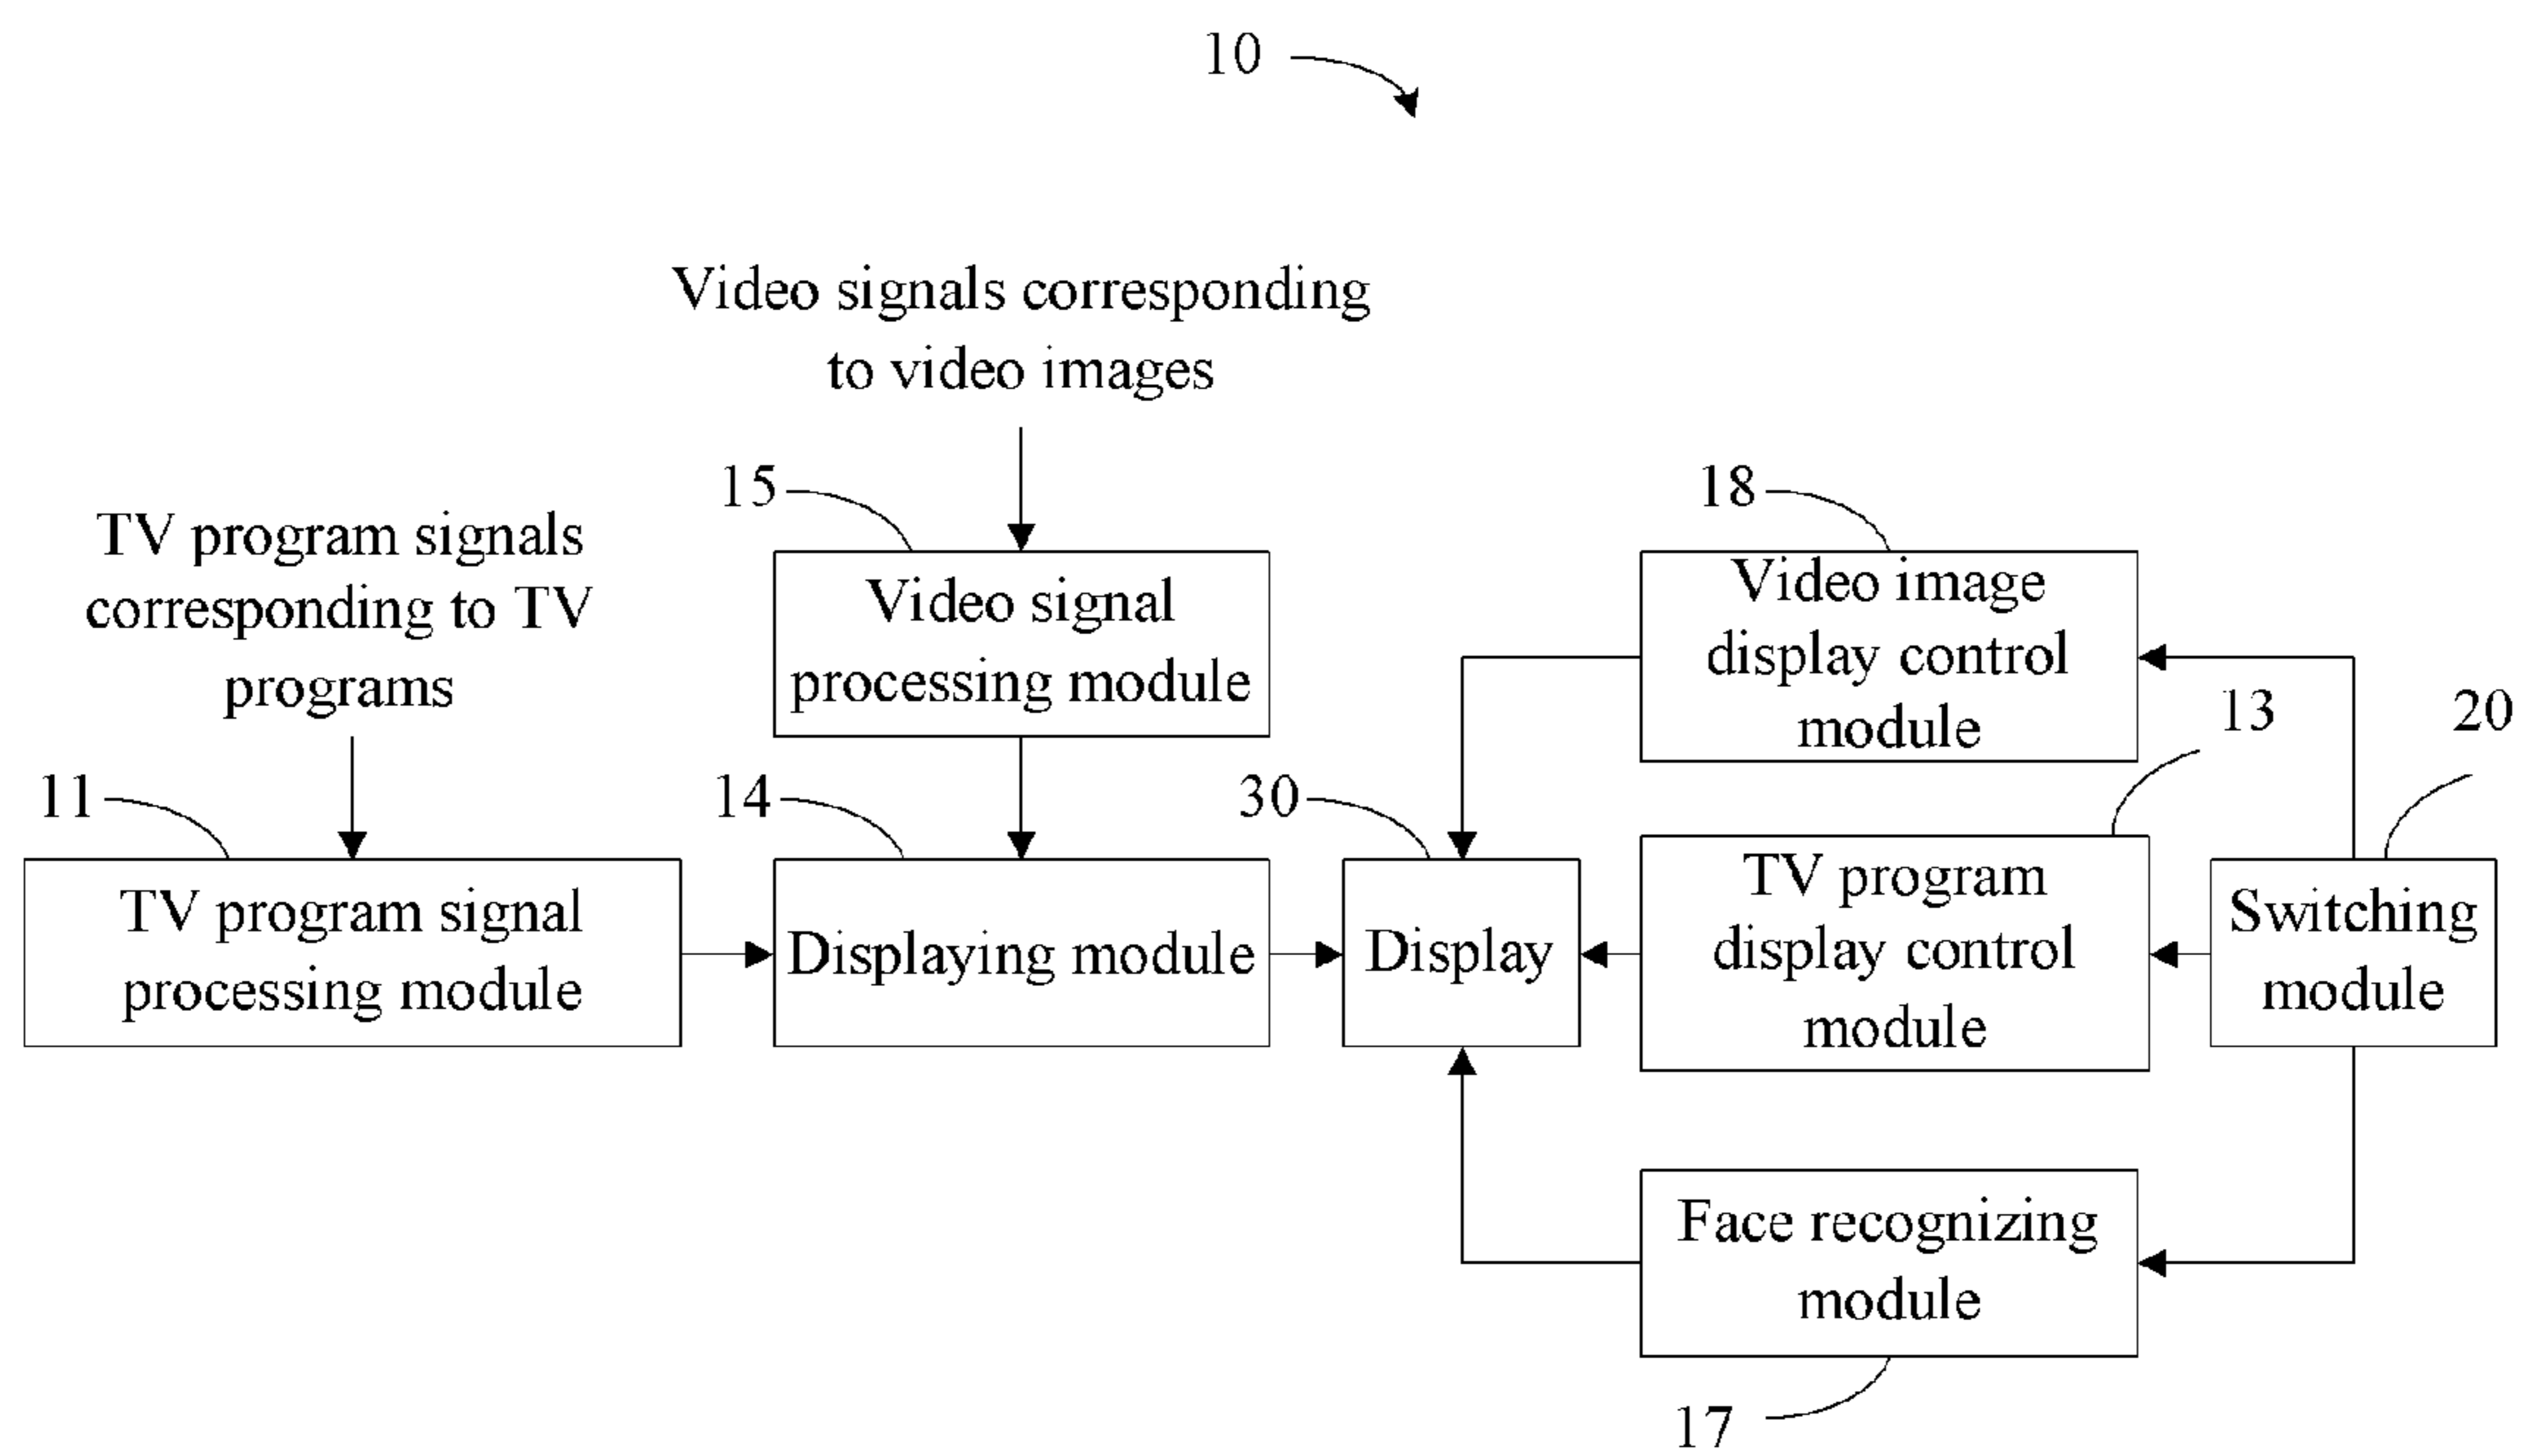 10
Video signals corresponding
to video images
TV program signals
corresponding to TV
programs
15
Video signal
processing module
18
Video image
display control
module
11
TV program signal
processing module
14
Displaying module
30
Display
13
TV program
display control
module
20
Switching
module
Face recognizing
module
17